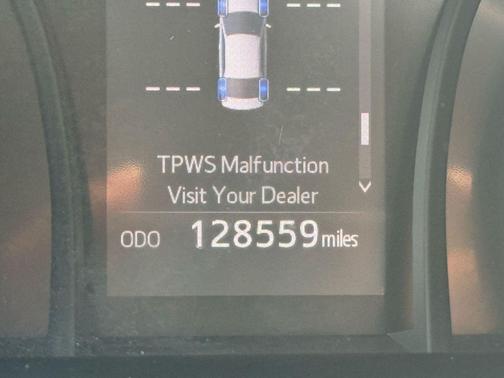 --- ---
--- ---
TPWS Malfunction
Visit Your Dealer
ODO 128559 miles